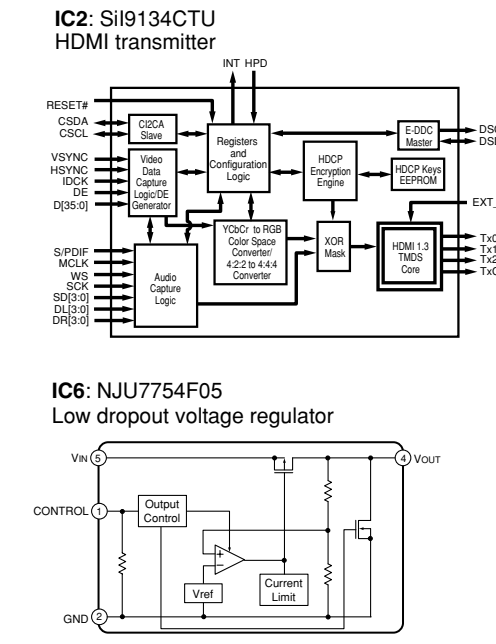 IC2: SiI9134CTU
HDMI transmitter
INT HPD
RESET#
CSDA
CSCL
CI2CA
Slave
Registers
and
Configuration
Logic
E-DDC
Master
VSYNC
HSYNC
IDCK
DE
D[35:0]
Video
Data
Capture
Logic/DE
Generator
HDCP
Encryption
Engine
HDCP Keys
EEPROM
EXT_
YCbCr to RGB
Color Space
Converter/
4:2:2 to 4:4:4
Converter
XOR
Mask
HDMI 1.3
TMDS
Core
S/PDIF
MCLK
WS
SCK
SD[3:0]
DL[3:0]
DR[3:0]
Audio
Capture
Logic
IC6: NJU7754F05
Low dropout voltage regulator
VIN 5
4 VOUT
CONTROL 1
Output
Control
+
−
Vref
Current
Limit
GND 2